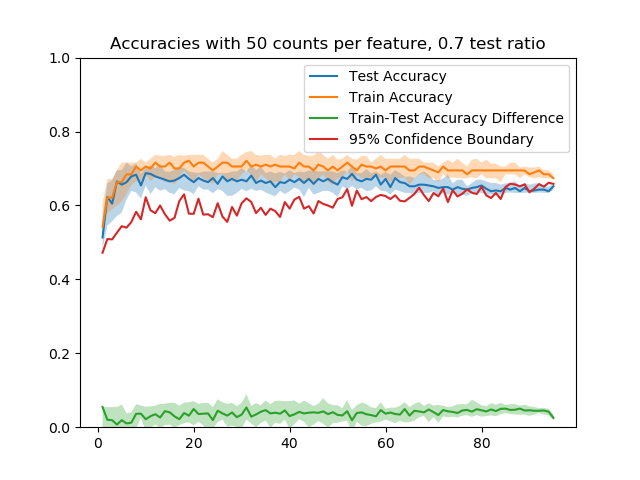 Accuracies with 50 counts per feature, 0.7 test ratio
1.0
0.8
0.6
0.4
0.2
0.0
Test Accuracy
Train Accuracy
Train-Test Accuracy Difference
95% Confidence Boundary
0 20 40 60 80